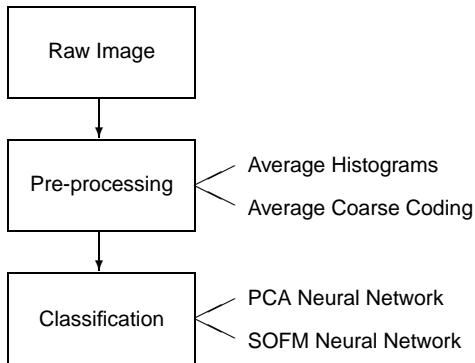 Raw Image
Pre-processing
Average Histograms
Average Coarse Coding
Classification
PCA Neural Network
SOFM Neural Network